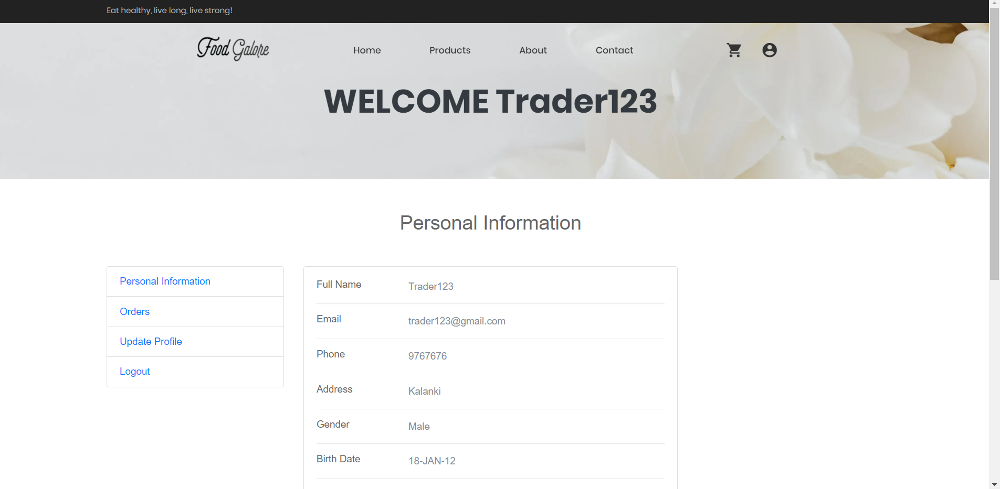 Eat healthy, live long, live strong!
Food Galore
Home Products About Contact
WELCOME Trader123
Personal Information
Personal Information
Orders
Update Profile
Logout
Full Name Trader123
Email trader123@gmail.com
Phone 9767676
Address Kalanki
Gender Male
Birth Date 18-JAN-12